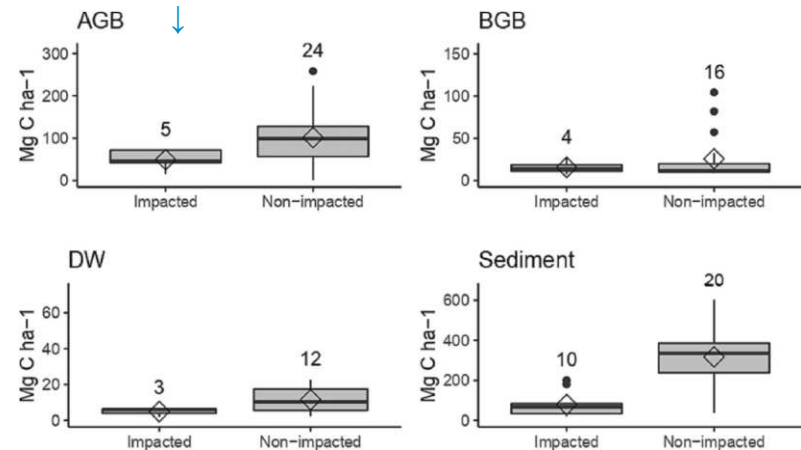 AGB
Mg C ha−1
300
200
100
0
5
24
Impacted
Non−impacted
BGB
Mg C ha−1
150
100
50
0
4
16
Impacted
Non−impacted
DW
Mg C ha−1
60
40
20
0
3
12
Impacted
Non−impacted
Sediment
Mg C ha−1
600
400
200
0
10
20
Impacted
Non−impacted